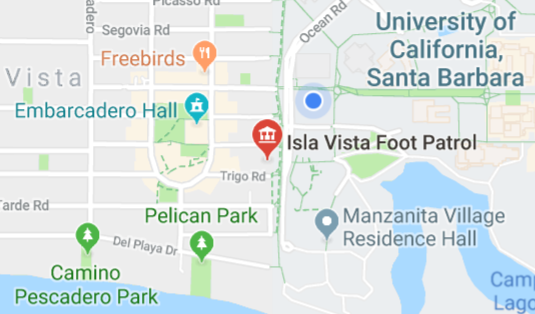 Picasso Rd
adero
Segovia Rd
Ocean Rd
University of
California,
Santa Barbara
Freebirds
Vista
Embarcadero Hall
Isla Vista Foot Patrol
Trigo Rd
Tarde Rd
Pelican Park
Manzanita Village
Residence Hall
Del Playa Dr
Camino
Pescadero Park
Camp
Lago